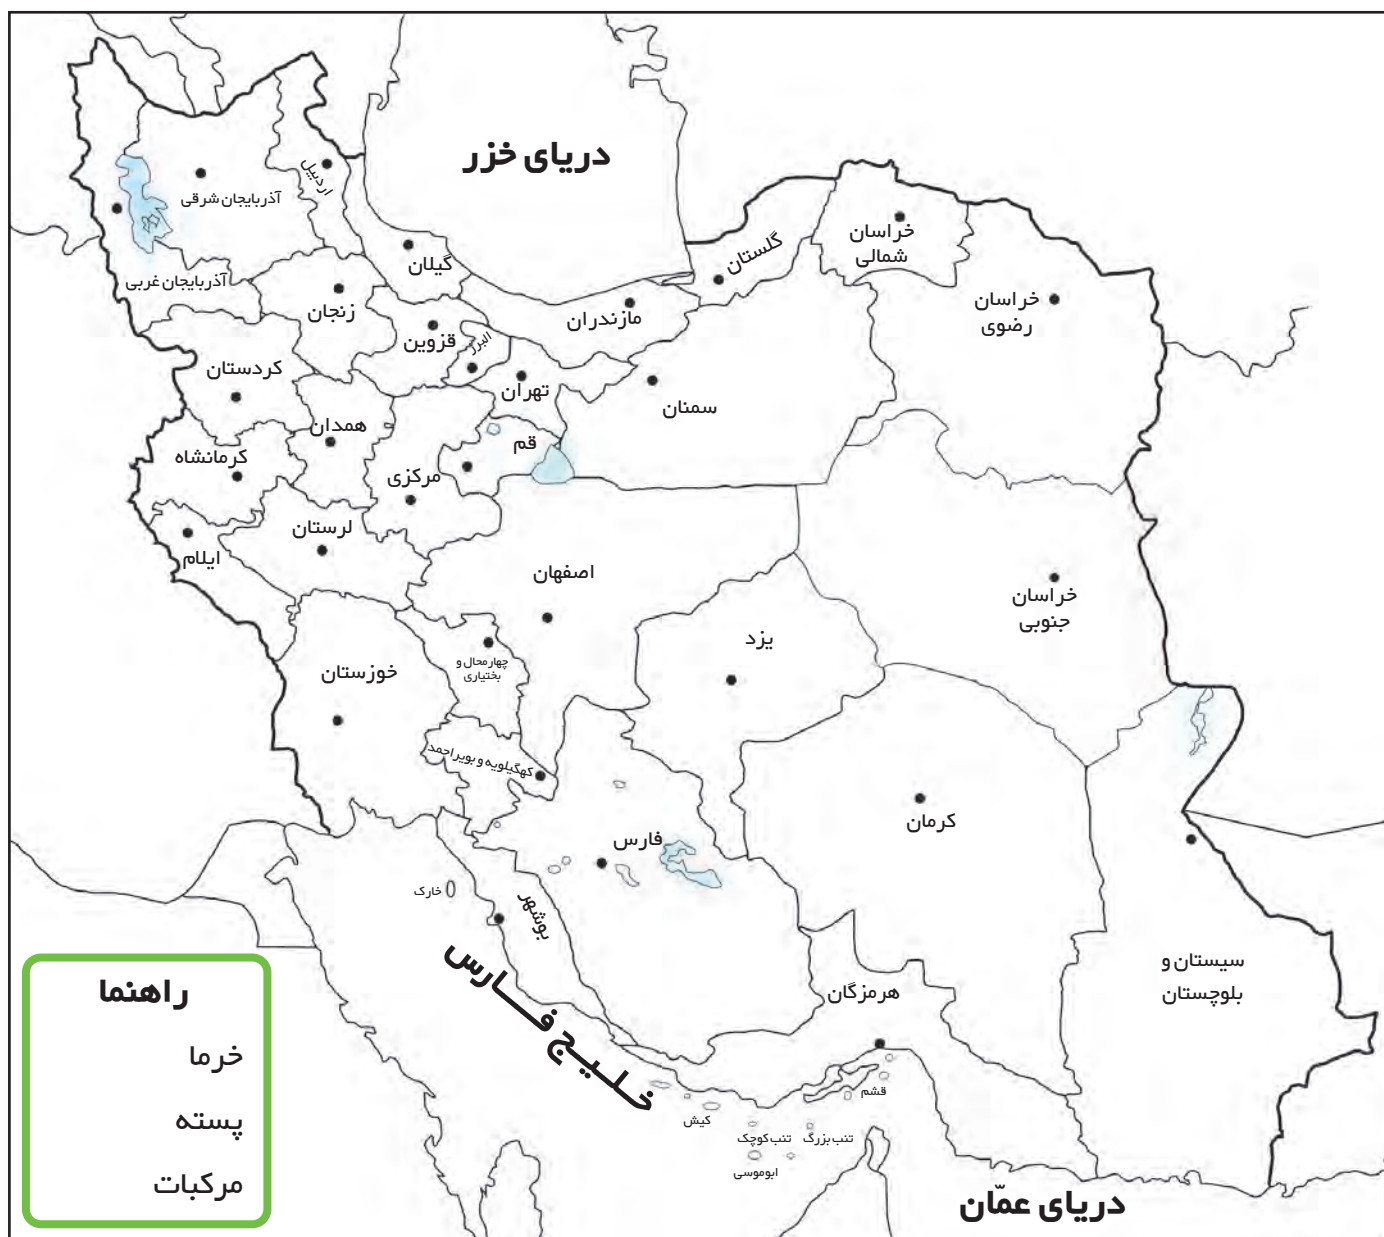 دریای خزر
اردبیل
آذربایجان شرقی
آذربایجان غربی
گیلان
گلستان
خراسان
شمالی
خراسان
رضوی
زنجان
قزوین
البرز
مازندران
تهران
سمنان
کردستان
همدان
قم
کرمانشاه
مرکزی
لرستان
ایلام
اصفهان
خراسان
جنوبی
یزد
چهارمحال و
بختیاری
خوزستان
کهگیلویه و بویراحمد
فارس
کرمان
خارک
بوشهر
سیستان و
بلوچستان
هرمزگان
خلیج فارس
قشم
کیش
تنب بزرگ
تنب کوچک
ابوموسی
دریای عمّان
راهنما
خرما
پسته
مرکبات